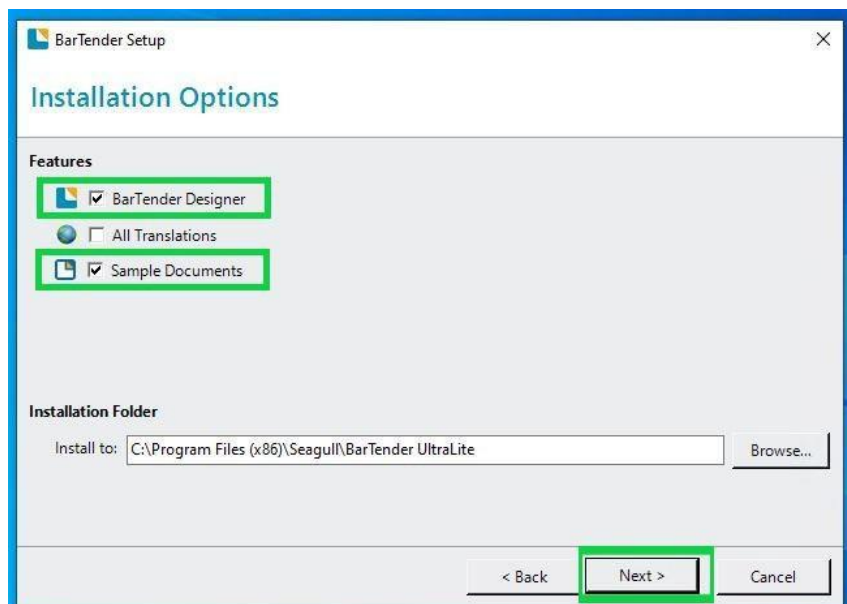 BarTender Setup
Installation Options
Features
BarTender Designer
All Translations
Sample Documents
Installation Folder
Install to: C:\Program Files (x86)\Seagull\BarTender UltraLite Browse...
< Back Next > Cancel